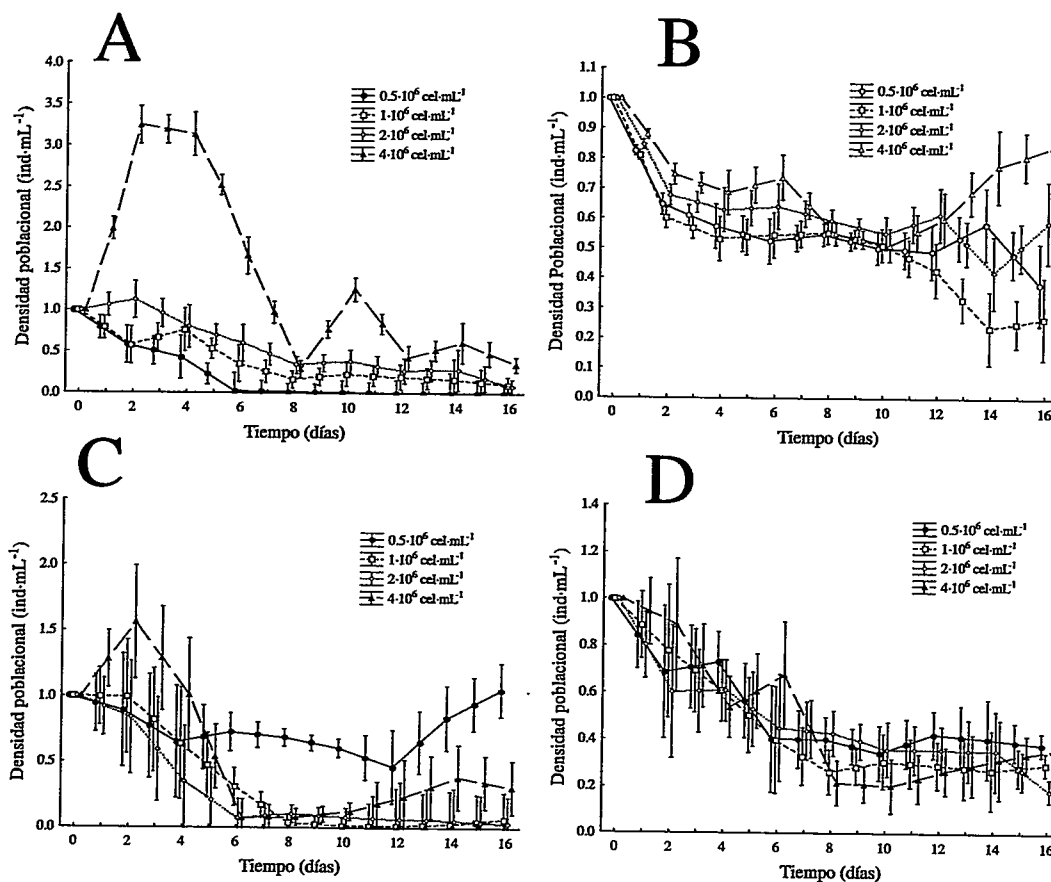 A
Densidad poblacional (ind·mL⁻¹)
4.0
3.5
3.0
2.5
2.0
1.5
1.0
0.5
0.0
0.5·10⁶ cel·mL⁻¹
1·10⁶ cel·mL⁻¹
2·10⁶ cel·mL⁻¹
4·10⁶ cel·mL⁻¹
0 2 4 6 8 10 12 14 16
Tiempo (días)
B
Densidad Poblacional (ind·mL⁻¹)
1.1
1.0
0.9
0.8
0.7
0.6
0.5
0.4
0.3
0.2
0.1
0.0
0.5·10⁶ cel·mL⁻¹
1·10⁶ cel·mL⁻¹
2·10⁶ cel·mL⁻¹
4·10⁶ cel·mL⁻¹
0 2 4 6 8 10 12 14 16
Tiempo (días)
C
Densidad poblacional (ind·mL⁻¹)
2.5
2.0
1.5
1.0
0.5
0.0
0.5·10⁶ cel·mL⁻¹
1·10⁶ cel·mL⁻¹
2·10⁶ cel·mL⁻¹
4·10⁶ cel·mL⁻¹
0 2 4 6 8 10 12 14 16
Tiempo (días)
D
Densidad poblacional (ind·mL⁻¹)
1.4
1.2
1.0
0.8
0.6
0.4
0.2
0.0
0.5·10⁶ cel·mL⁻¹
1·10⁶ cel·mL⁻¹
2·10⁶ cel·mL⁻¹
4·10⁶ cel·mL⁻¹
0 2 4 6 8 10 12 14 16
Tiempo (días)